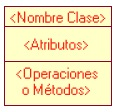 <Nombre Clase>
<Atributos>
<Operaciones
o Métodos>